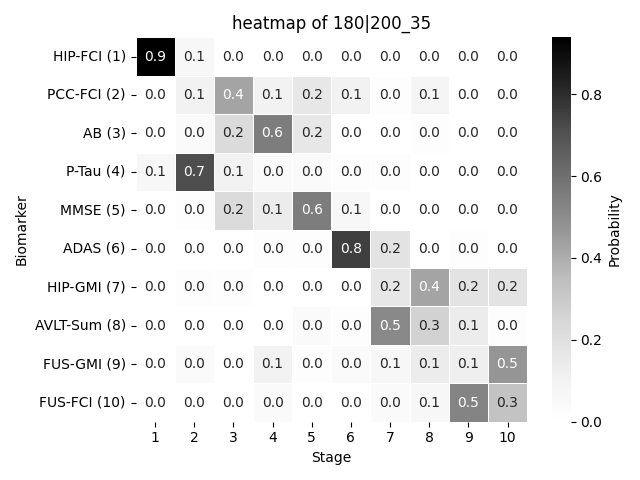 heatmap of 180|200_35
HIP-FCI (1) 0.9 0.1 0.0 0.0 0.0 0.0 0.0 0.0 0.0 0.0
PCC-FCI (2) 0.0 0.1 0.4 0.1 0.2 0.1 0.0 0.1 0.0 0.0
AB (3) 0.0 0.0 0.2 0.6 0.2 0.0 0.0 0.0 0.0 0.0
P-Tau (4) 0.1 0.7 0.1 0.0 0.0 0.0 0.0 0.0 0.0 0.0
MMSE (5) 0.0 0.0 0.2 0.1 0.6 0.1 0.0 0.0 0.0 0.0
ADAS (6) 0.0 0.0 0.0 0.0 0.0 0.8 0.2 0.0 0.0 0.0
HIP-GMI (7) 0.0 0.0 0.0 0.0 0.0 0.0 0.2 0.4 0.2 0.2
AVLT-Sum (8) 0.0 0.0 0.0 0.0 0.0 0.0 0.5 0.3 0.1 0.0
FUS-GMI (9) 0.0 0.0 0.0 0.1 0.0 0.0 0.1 0.1 0.1 0.5
FUS-FCI (10) 0.0 0.0 0.0 0.0 0.0 0.0 0.0 0.1 0.5 0.3
1 2 3 4 5 6 7 8 9 10
Stage
Biomarker
0.8
0.6
0.4
0.2
0.0
Probability